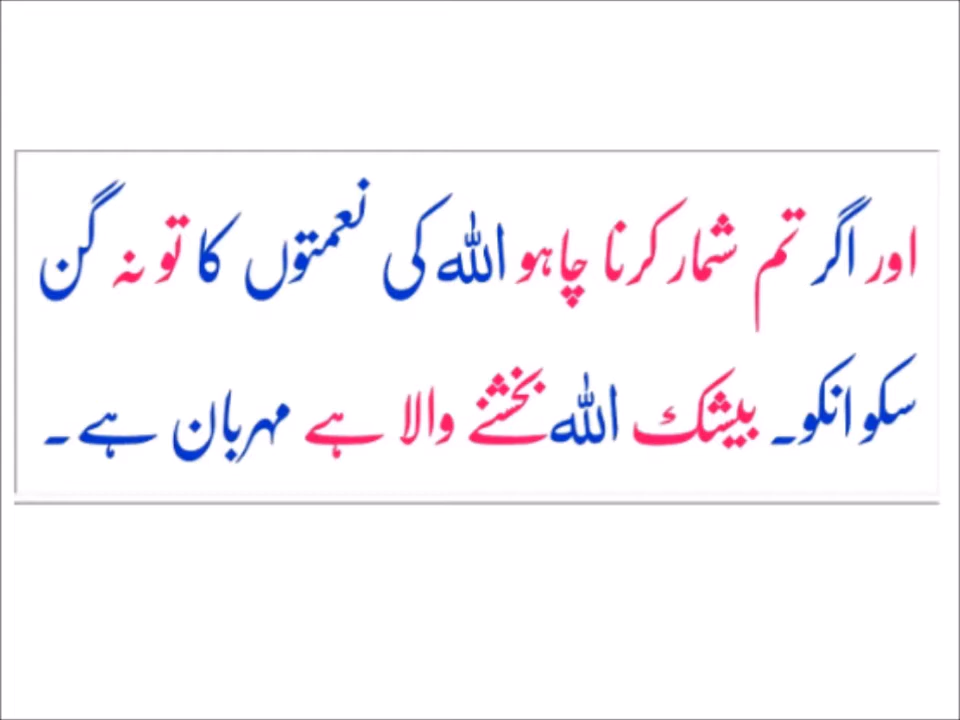 اور اگر تم شمار کرنا چاہو اللہ کی نعمتوں کا تو نہ گن
سکو انکو۔ بیشک اللہ بخشنے والا ہے مہربان ہے۔